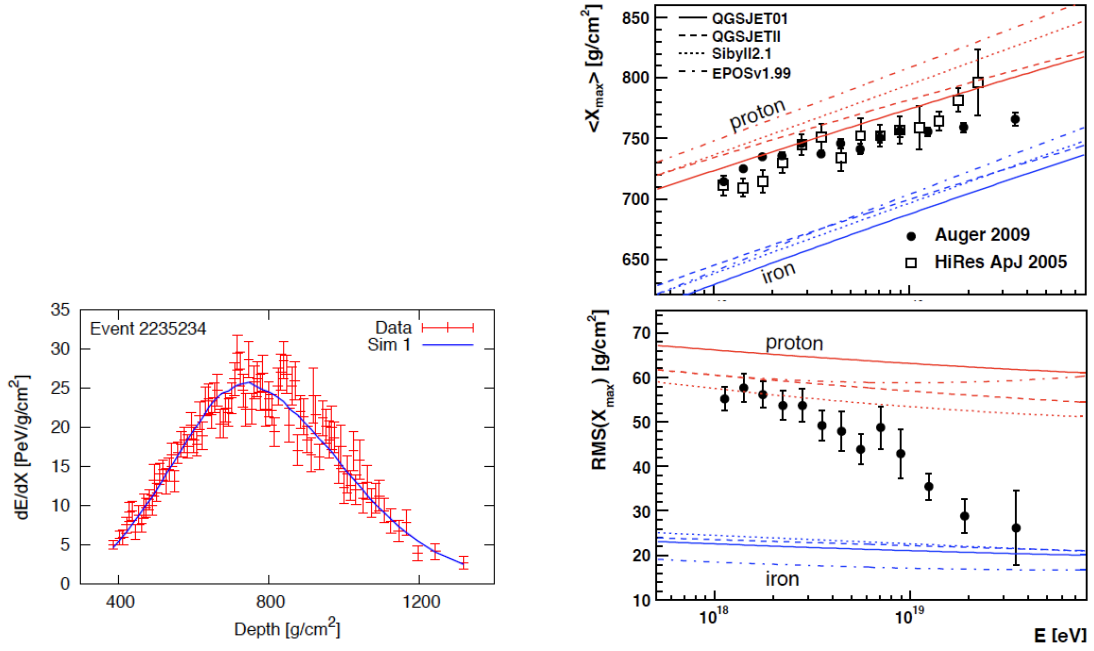 Event 2235234
Data
Sim 1
35
30
25
20
15
10
5
0
dE/dX [PeV/g/cm²]
400
800
1200
Depth [g/cm²]
850
800
750
700
650
<X_max> [g/cm²]
QGSJET01
QGSJETII
Sibyll2.1
EPOSv1.99
proton
iron
Auger 2009
HiRes ApJ 2005
70
60
50
40
30
20
10
RMS(X_max) [g/cm²]
proton
iron
10¹⁸
10¹⁹
E [eV]